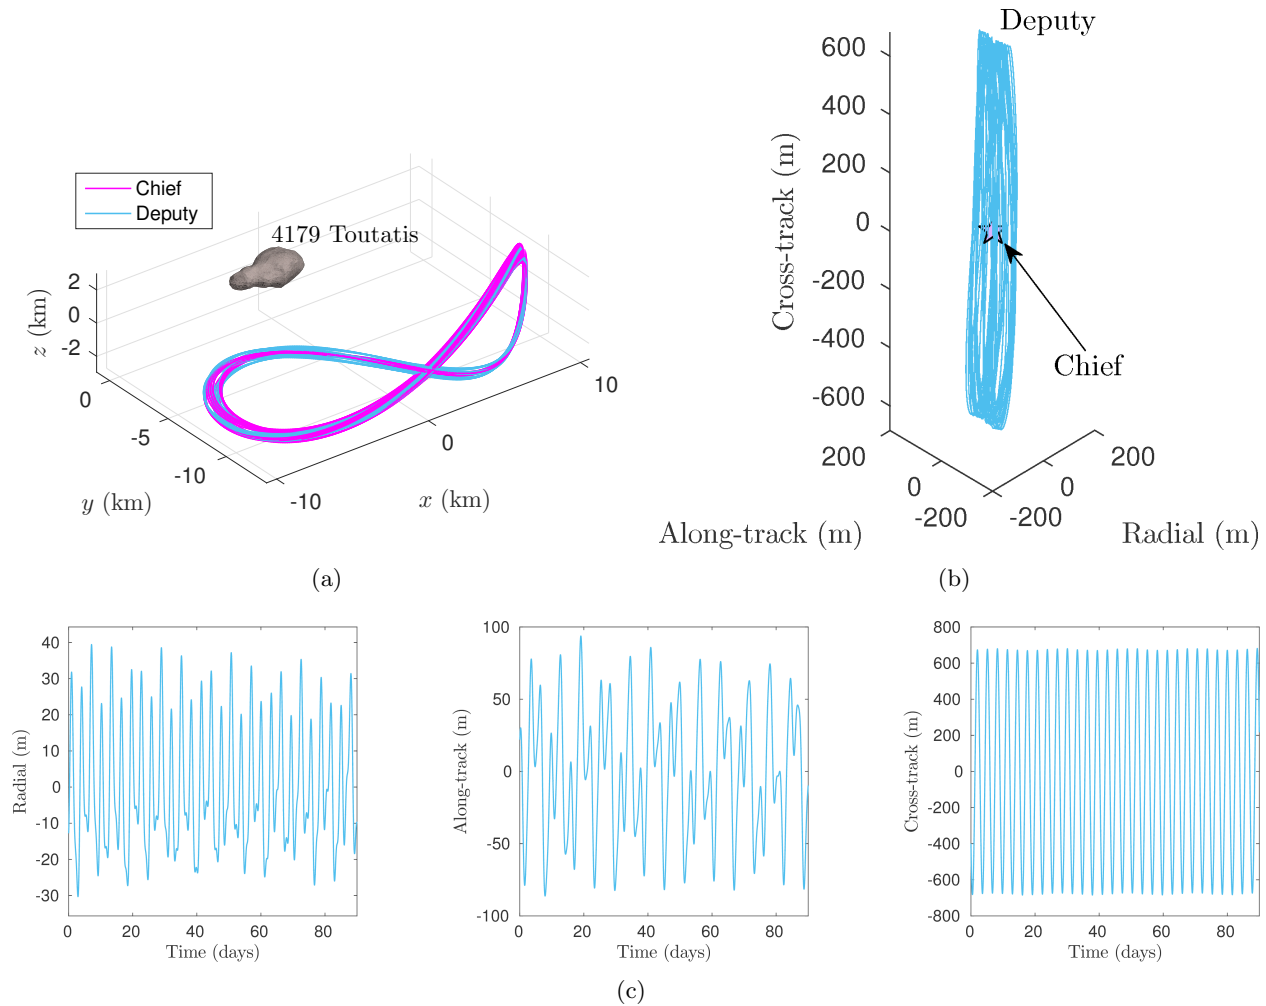 Chief
Deputy
4179 Toutatis
z (km)
2
0
-2
0
-5
-10
y (km)
-10
0
10
x (km)
(a)
Deputy
Cross-track (m)
600
400
200
0
-200
-400
-600
Chief
200
0
-200
Along-track (m)
-200
0
200
Radial (m)
(b)
Radial (m)
40
30
20
10
0
-10
-20
-30
0 20 40 60 80
Time (days)
Along-track (m)
100
50
0
-50
-100
0 20 40 60 80
Time (days)
Cross-track (m)
800
600
400
200
0
-200
-400
-600
-800
0 20 40 60 80
Time (days)
(c)